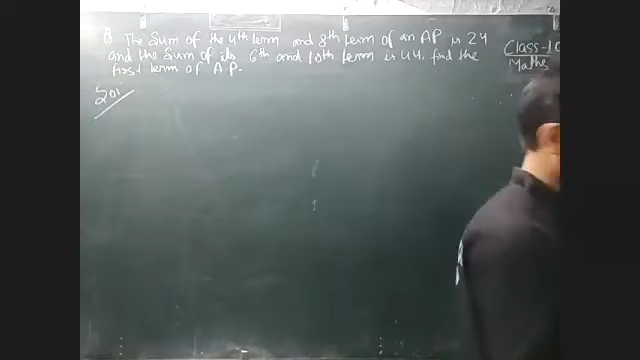 Q The Sum of the 4th term and 8th term of an AP is 24
and the Sum of its 6th and 10th term is 44, find the
first term of A.P.
Class-10
Maths
Sol